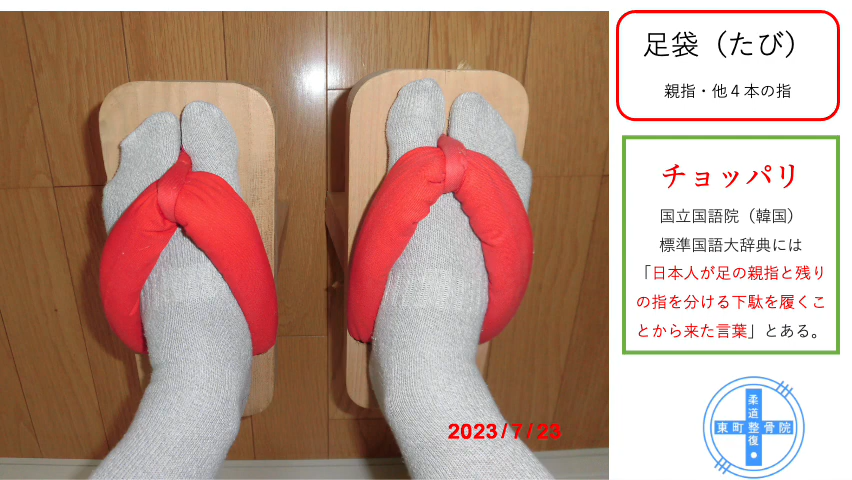 足袋（たび）
親指・他４本の指
チョッパリ
国立国語院（韓国）
標準国語大辞典には
「日本人が足の親指と残り
の指を分ける下駄を履くこ
とから来た言葉」とある。
2023/7/23
柔道整復
東町整骨院